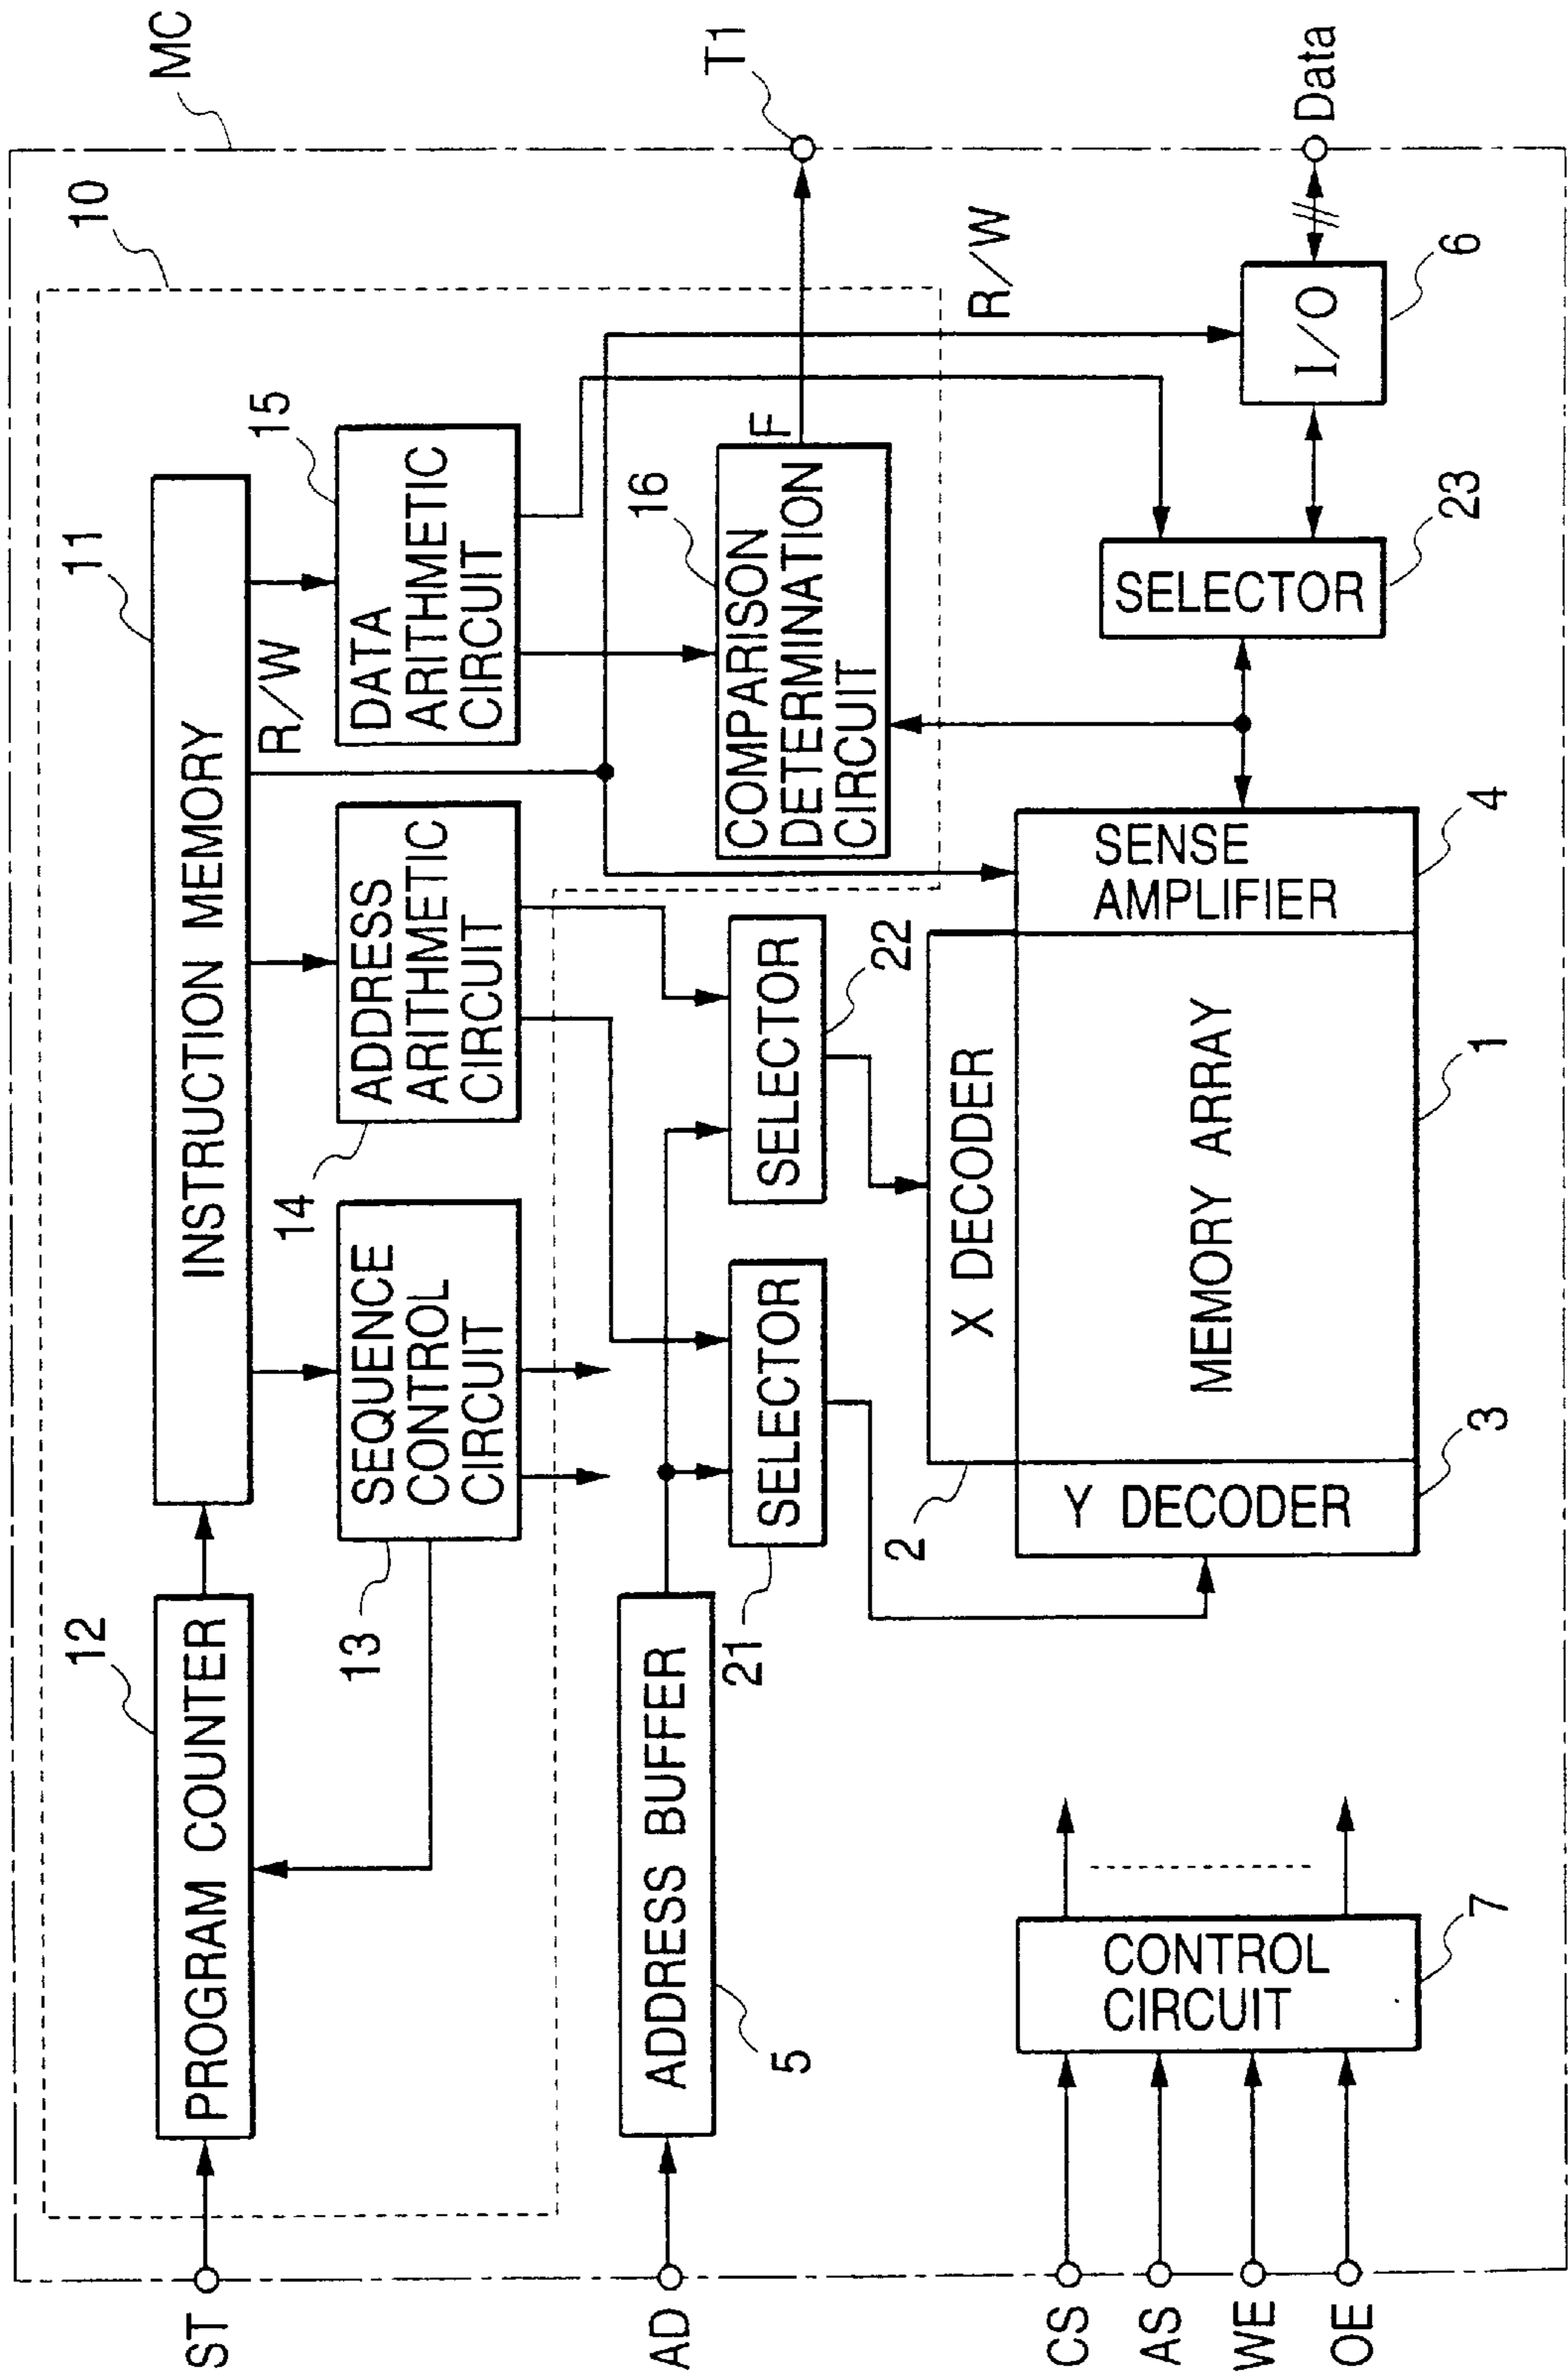 MC
10
11
12
ST
PROGRAM COUNTER
INSTRUCTION MEMORY
R/W
13
SEQUENCE
CONTROL
CIRCUIT
14
ADDRESS
ARITHMETIC
CIRCUIT
15
DATA
ARITHMETIC
CIRCUIT
16
COMPARISON
DETERMINATION
CIRCUIT
F
T1
AD
ADDRESS BUFFER
5
21
SELECTOR
SELECTOR
22
R/W
2
X DECODER
Y DECODER
3
MEMORY ARRAY
1
SENSE
AMPLIFIER
4
SELECTOR
23
I/O
6
Data
CS
AS
WE
OE
CONTROL
CIRCUIT
7